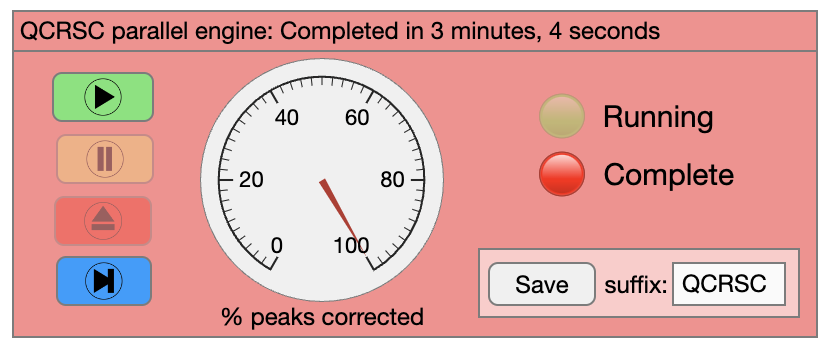 QCRSC parallel engine: Completed in 3 minutes, 4 seconds
40 60
Running
20 80
Complete
0 100
Save suffix: QCRSC
% peaks corrected